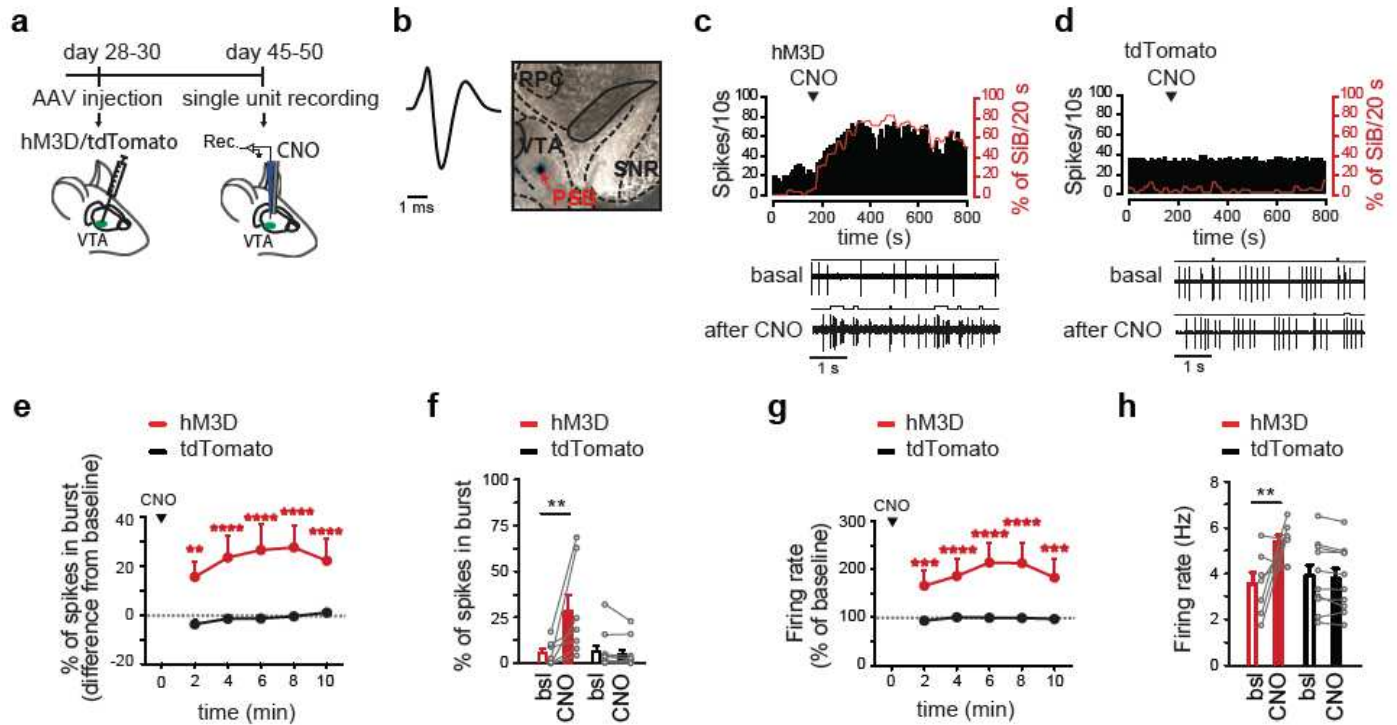 a
day 28-30 day 45-50
AAV injection single unit recording
hM3D/tdTomato
Rec. CNO
VTA VTA
b
1 ms
RPC
VTA
SNR
PSB
c
hM3D
CNO
Spikes/10s
100
80
60
40
20
0
100
80
60
40
20
0
% of SiB/20 s
0 200 400 600 800
time (s)
basal
after CNO
1 s
d
tdTomato
CNO
Spikes/10s
100
80
60
40
20
0
100
80
60
40
20
0
% of SiB/20 s
0 200 400 600 800
time (s)
basal
after CNO
1 s
e
hM3D
tdTomato
CNO
% of spikes in burst
(difference from baseline)
40
20
0
-20
** **** **** **** ****
0 2 4 6 8 10
time (min)
f
hM3D
tdTomato
% of spikes in burst
100
75
50
25
0
**
bsl CNO bsl CNO
g
hM3D
tdTomato
CNO
Firing rate
(% of baseline)
300
200
100
0
*** **** **** **** ***
0 2 4 6 8 10
time (min)
h
hM3D
tdTomato
Firing rate (Hz)
8
6
4
2
0
**
bsl CNO bsl CNO